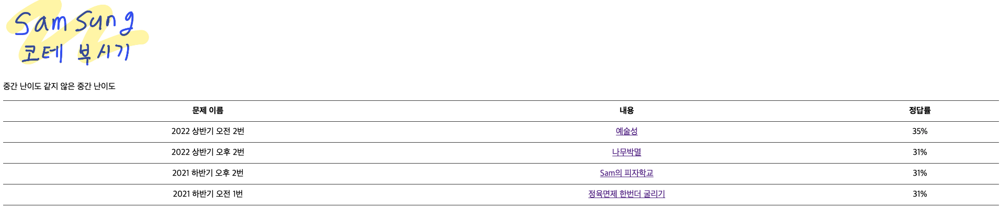 Samsung
코테 부시기
중간 난이도 같지 않은 중간 난이도
문제 이름 내용 정답률
2022 상반기 오전 2번 예술성 35%
2022 상반기 오후 2번 나무박멸 31%
2021 하반기 오후 2번 Sam의 피자학교 31%
2021 하반기 오전 1번 정육면제 한번더 굴리기 31%